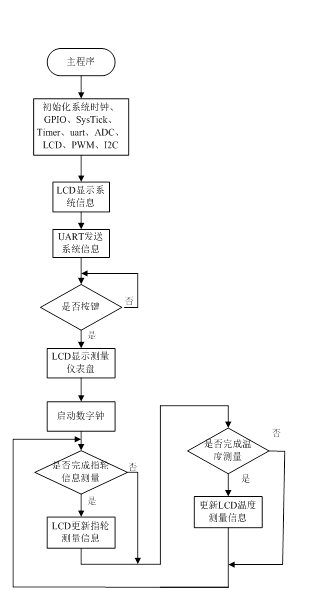 主程序
初始化系统时钟、
GPIO、SysTick、
Timer、uart、ADC、
LCD、PWM、I2C
LCD显示系
统信息
UART发送
系统信息
是否按键
否
是
LCD显示测量
仪表盘
启动数字钟
是否完成指轮
信息测量
否
是
LCD更新指轮
测量信息
是否完成温
度测量
否
是
更新LCD温度
测量信息